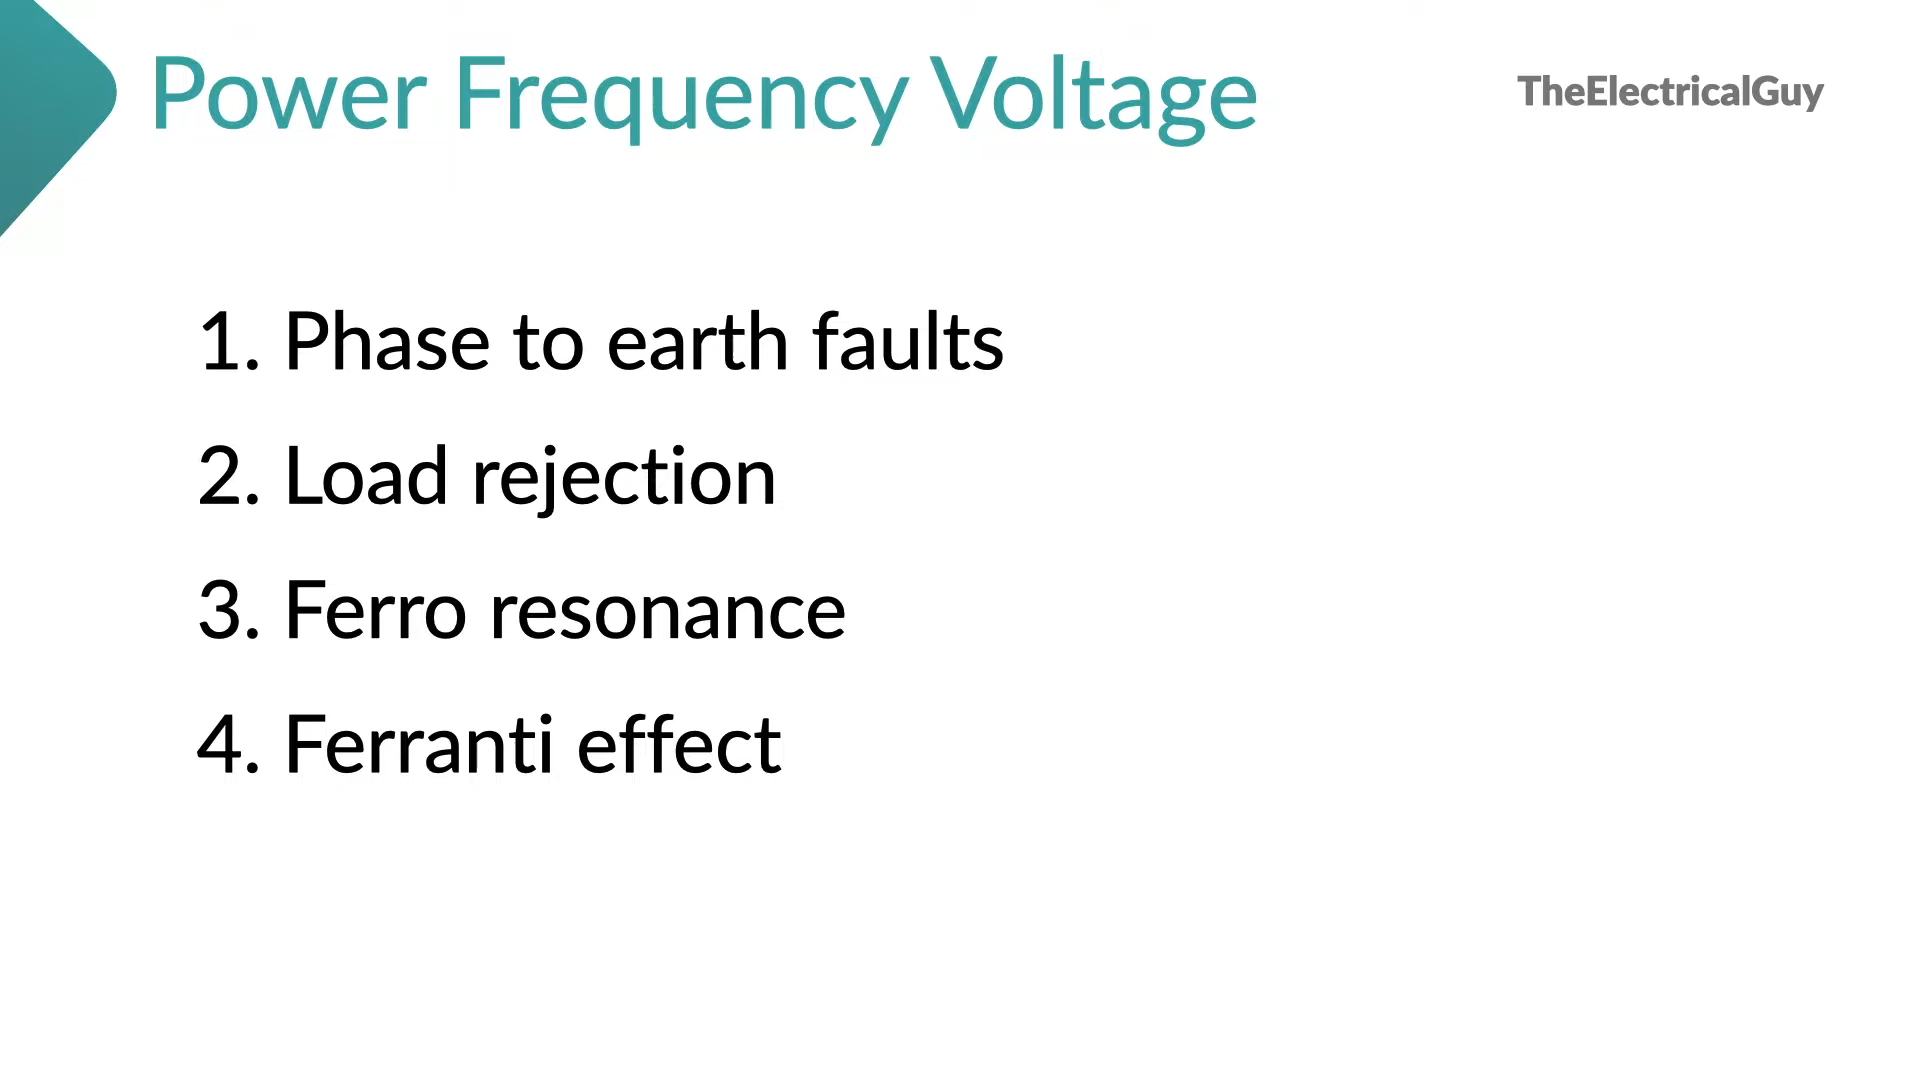 Power Frequency Voltage
TheElectricalGuy
1. Phase to earth faults
2. Load rejection
3. Ferro resonance
4. Ferranti effect